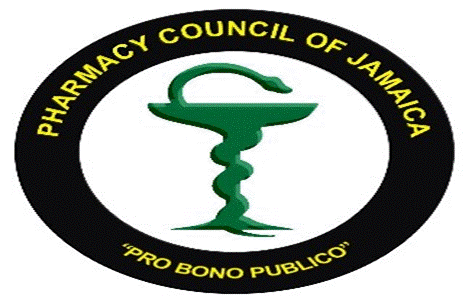 PHARMACY COUNCIL OF JAMAICA
"PRO BONO PUBLICO"